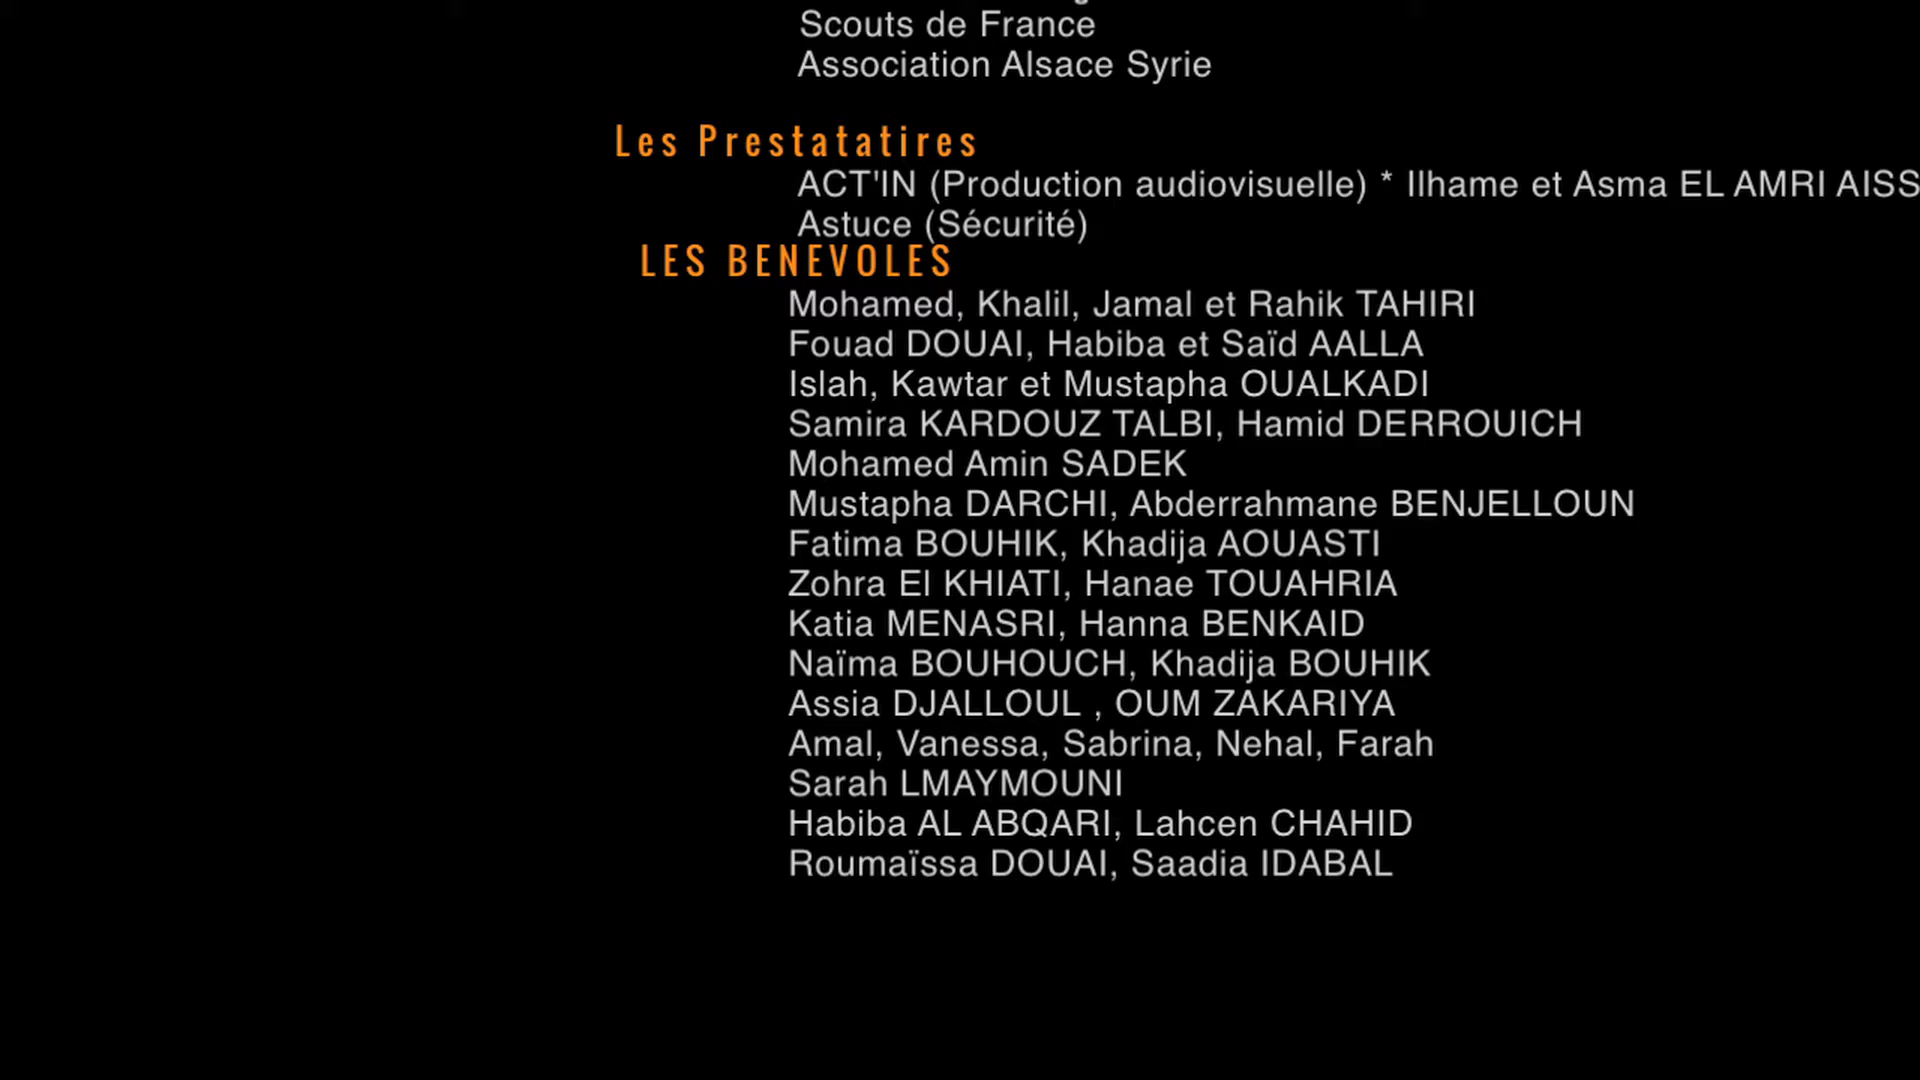 Scouts de France
Association Alsace Syrie
Les Prestatatires
ACT'IN (Production audiovisuelle) * Ilhame et Asma EL AMRI AISS
Astuce (Sécurité)
LES BENEVOLES
Mohamed, Khalil, Jamal et Rahik TAHIRI
Fouad DOUAI, Habiba et Saïd AALLA
Islah, Kawtar et Mustapha OUALKADI
Samira KARDOUZ TALBI, Hamid DERROUICH
Mohamed Amin SADEK
Mustapha DARCHI, Abderrahmane BENJELLOUN
Fatima BOUHIK, Khadija AOUASTI
Zohra El KHIATI, Hanae TOUAHRIA
Katia MENASRI, Hanna BENKAID
Naïma BOUHOUCH, Khadija BOUHIK
Assia DJALLOUL , OUM ZAKARIYA
Amal, Vanessa, Sabrina, Nehal, Farah
Sarah LMAYMOUNI
Habiba AL ABQARI, Lahcen CHAHID
Roumaïssa DOUAI, Saadia IDABAL